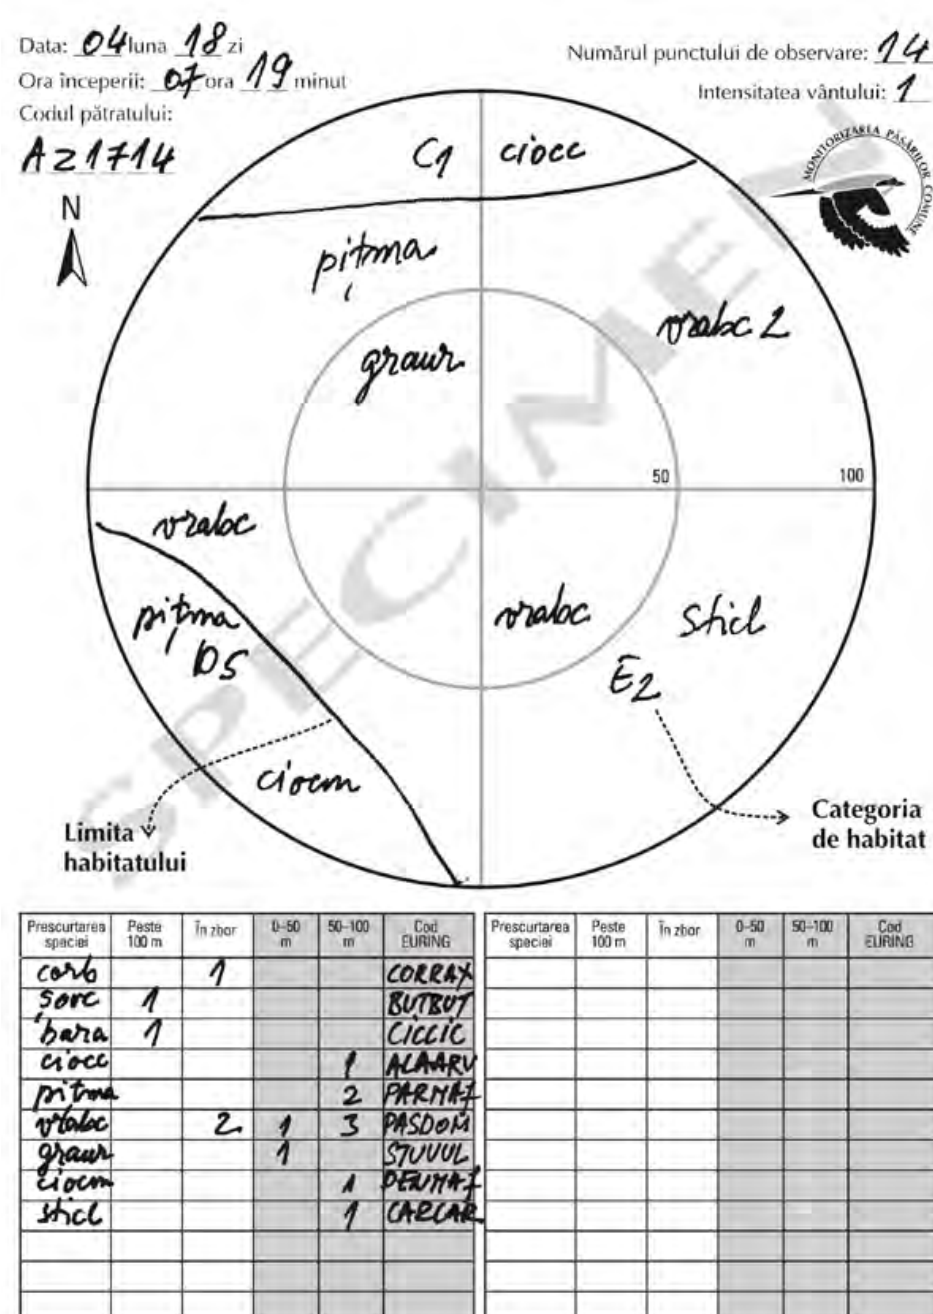 Data: 04 luna 18 zi
Numărul punctului de observare: 14
Ora începerii: 07 ora 19 minut
Intensitatea vântului: 1
Codul pătratului:
AZ1714
MONITORIZAREA PĂSĂRILOR COMUNE
N
C1 ciocc
pițma
vrabc 2
graur
50 100
vrabc
vrabc
sticl
pițma
D5
E2
ciocm
Limita habitatului
Categoria de habitat
SPECIMEN
Prescurtarea speciei Peste 100 m În zbor 0–50 m 50–100 m Cod EURING Prescurtarea speciei Peste 100 m În zbor 0–50 m 50–100 m Cod EURING
corb 1 CORRAX
șorc 1 BUTBUT
bara 1 CICCIC
ciocc 1 ALAARV
pitma 2 PARMAJ
vrabc 2 1 3 PASDOM
graur 1 STUVUL
ciocm 1 DENMAJ
sticl 1 CARCAR